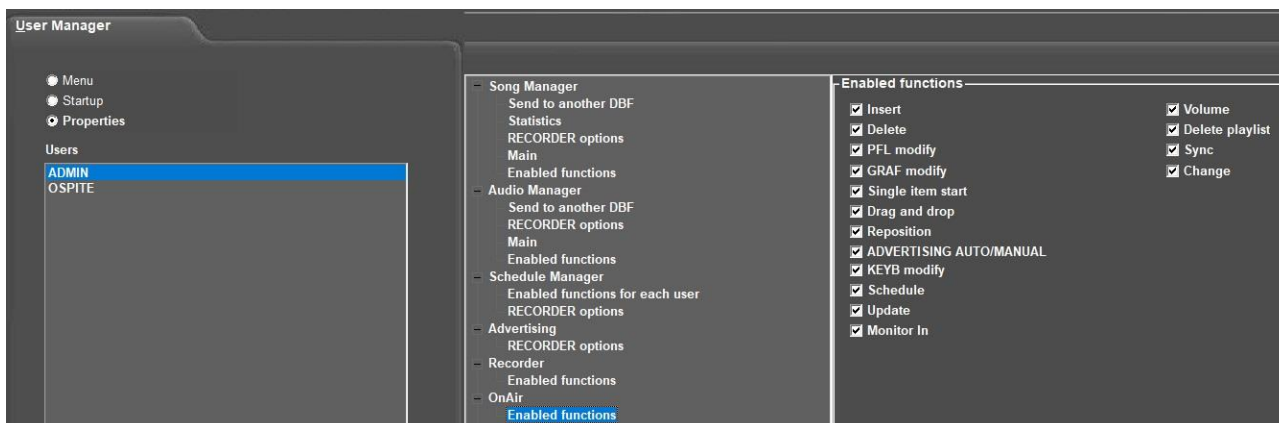 User Manager
Menu
Startup
Properties
Users
ADMIN
OSPITE
Song Manager
Send to another DBF
Statistics
RECORDER options
Main
Enabled functions
Audio Manager
Send to another DBF
RECORDER options
Main
Enabled functions
Schedule Manager
Enabled functions for each user
RECORDER options
Advertising
RECORDER options
Recorder
Enabled functions
OnAir
Enabled functions
Enabled functions
Insert
Delete
PFL modify
GRAF modify
Single item start
Drag and drop
Reposition
ADVERTISING AUTO/MANUAL
KEYB modify
Schedule
Update
Monitor In
Volume
Delete playlist
Sync
Change